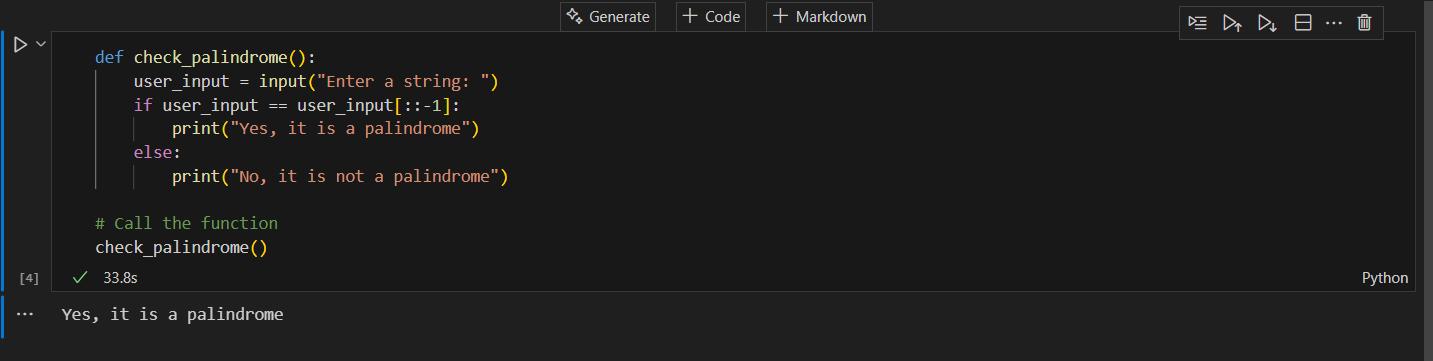 Generate + Code + Markdown
def check_palindrome():
    user_input = input("Enter a string: ")
    if user_input == user_input[::-1]:
        print("Yes, it is a palindrome")
    else:
        print("No, it is not a palindrome")
# Call the function
check_palindrome()
[4] ✓ 33.8s Python
... Yes, it is a palindrome